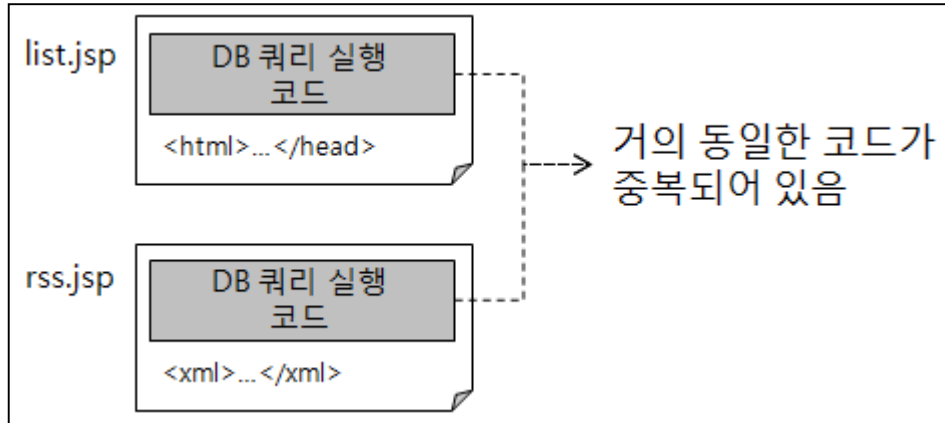 list.jsp
DB 쿼리 실행
코드
<html>...</head>
거의 동일한 코드가
중복되어 있음
rss.jsp
DB 쿼리 실행
코드
<xml>...</xml>